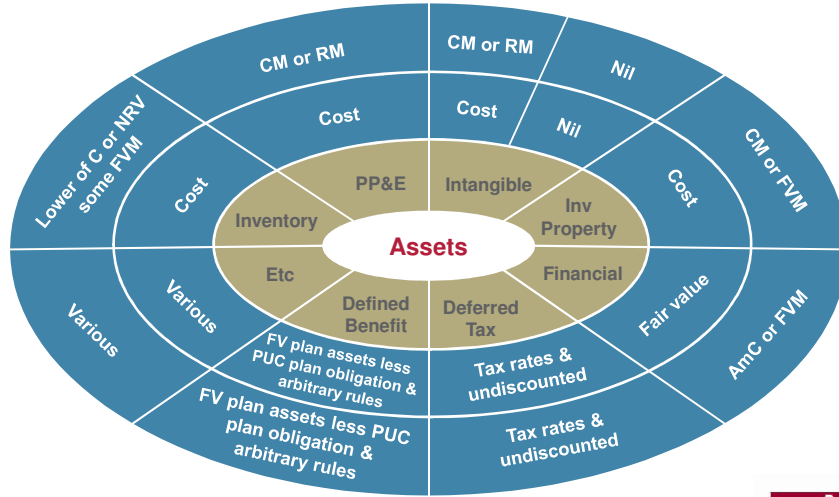 CM or RM
CM or RM
Nil
Lower of C or NRV
some FVM
Cost
Cost
Nil
CM or FVM
Cost
Cost
PP&E
Intangible
Inventory
Inv
Property
Assets
Etc
Financial
Defined
Benefit
Deferred
Tax
Various
Various
Fair value
AmC or FVM
FV plan assets less
PUC plan obligation &
arbitrary rules
Tax rates &
undiscounted
FV plan assets less PUC
plan obligation &
arbitrary rules
Tax rates &
undiscounted